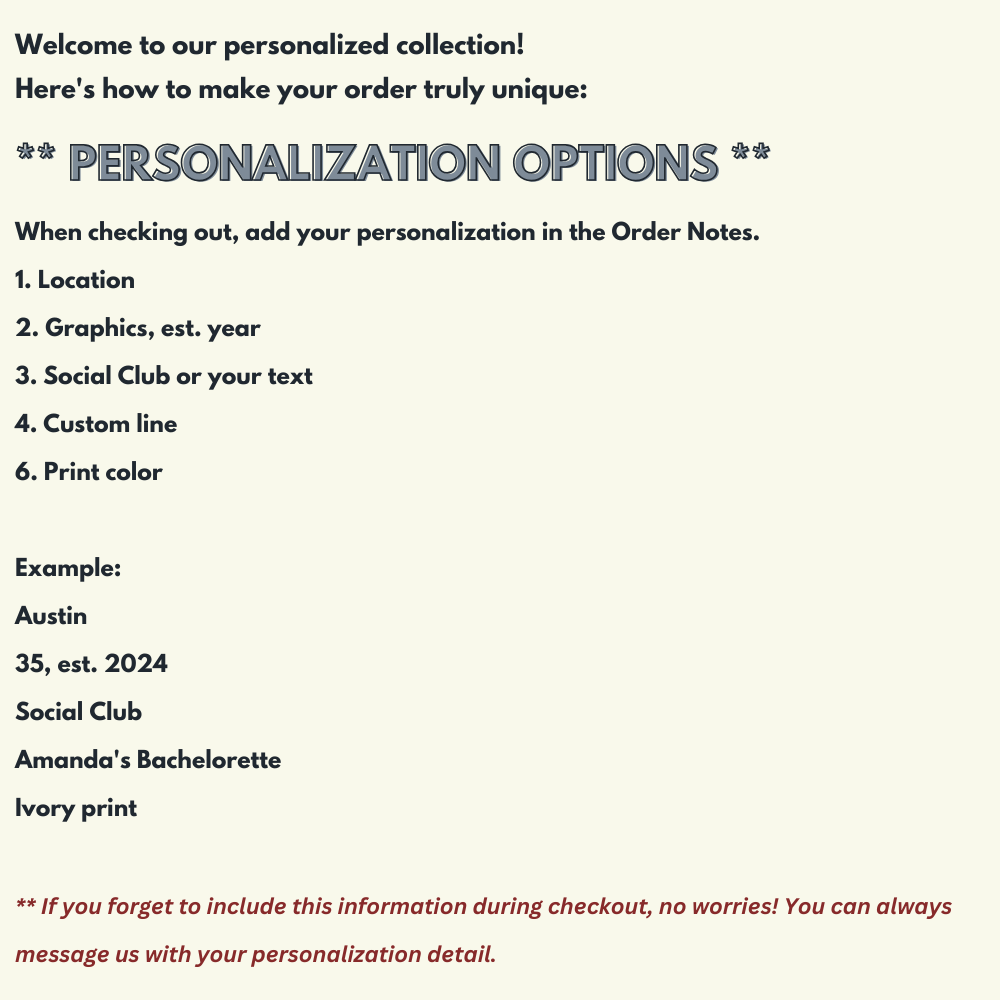 Welcome to our personalized collection!
Here's how to make your order truly unique:
** PERSONALIZATION OPTIONS **
When checking out, add your personalization in the Order Notes.
1. Location
2. Graphics, est. year
3. Social Club or your text
4. Custom line
6. Print color
Example:
Austin
35, est. 2024
Social Club
Amanda's Bachelorette
Ivory print
** If you forget to include this information during checkout, no worries! You can always
message us with your personalization detail.